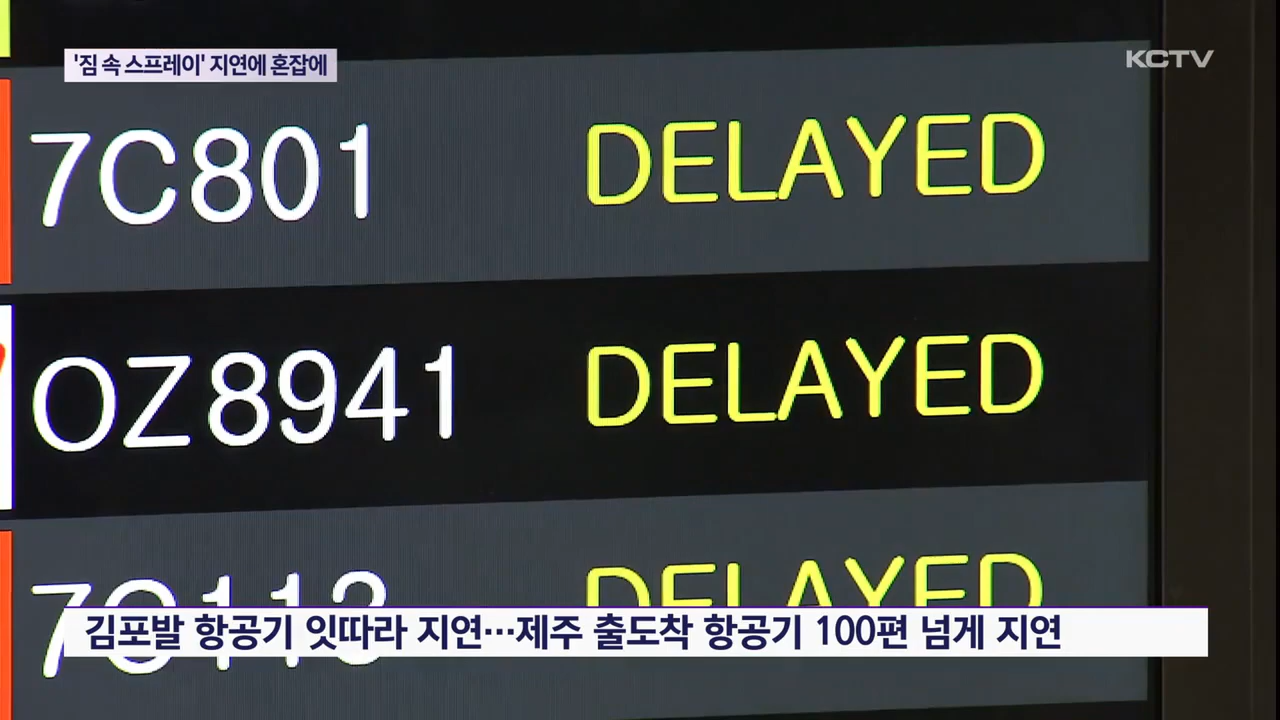 '짐 속 스프레이' 지연에 혼잡에
KCTV
7C801 DELAYED
OZ8941 DELAYED
7C113 DELAYED
김포발 항공기 잇따라 지연…제주 출도착 항공기 100편 넘게 지연